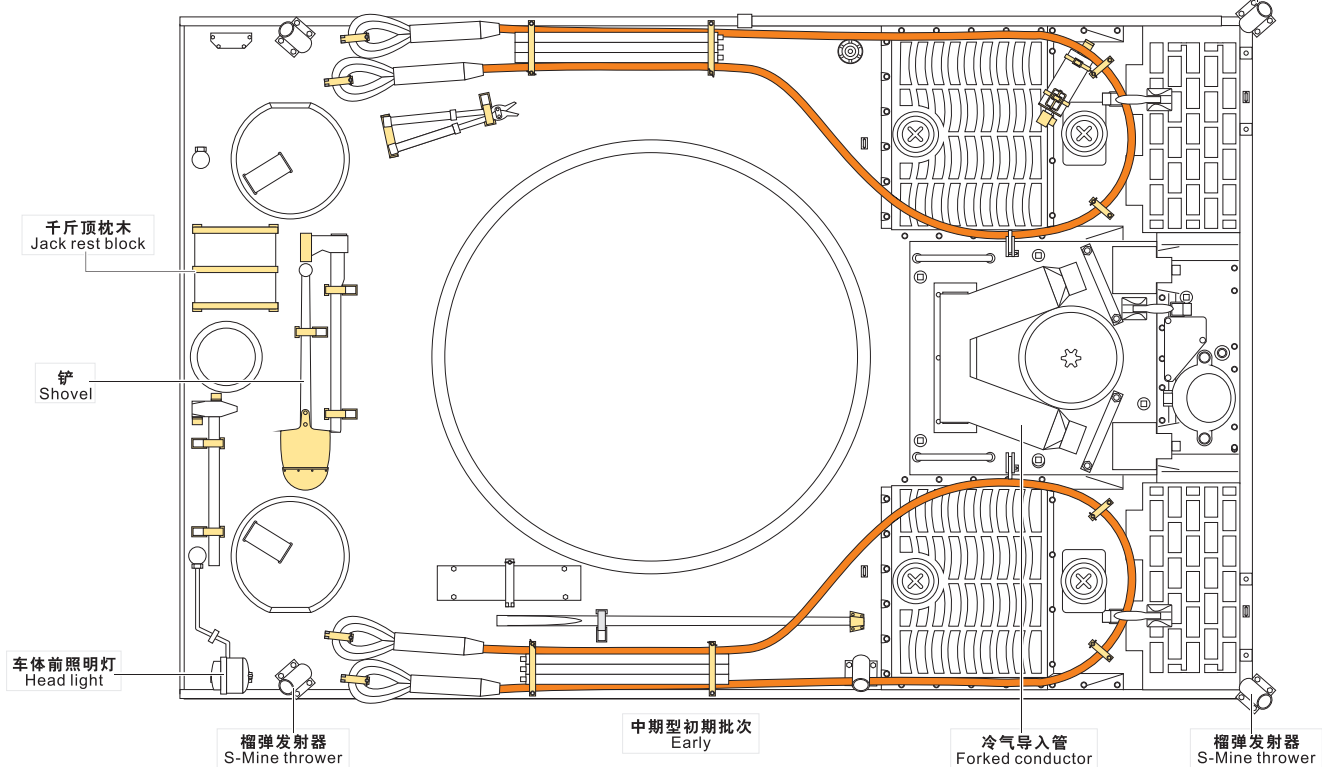 千斤顶枕木
Jack rest block
铲
Shovel
车体前照明灯
Head light
榴弹发射器
S-Mine thrower
中期型初期批次
Early
冷气导入管
Forked conductor
榴弹发射器
S-Mine thrower